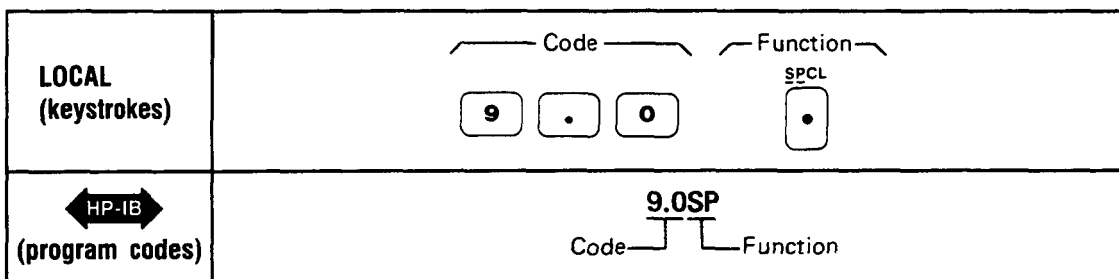 LOCAL
(keystrokes)
Code Function
SPCL
9 . 0
HP-IB
(program codes)
9.0SP
Code Function